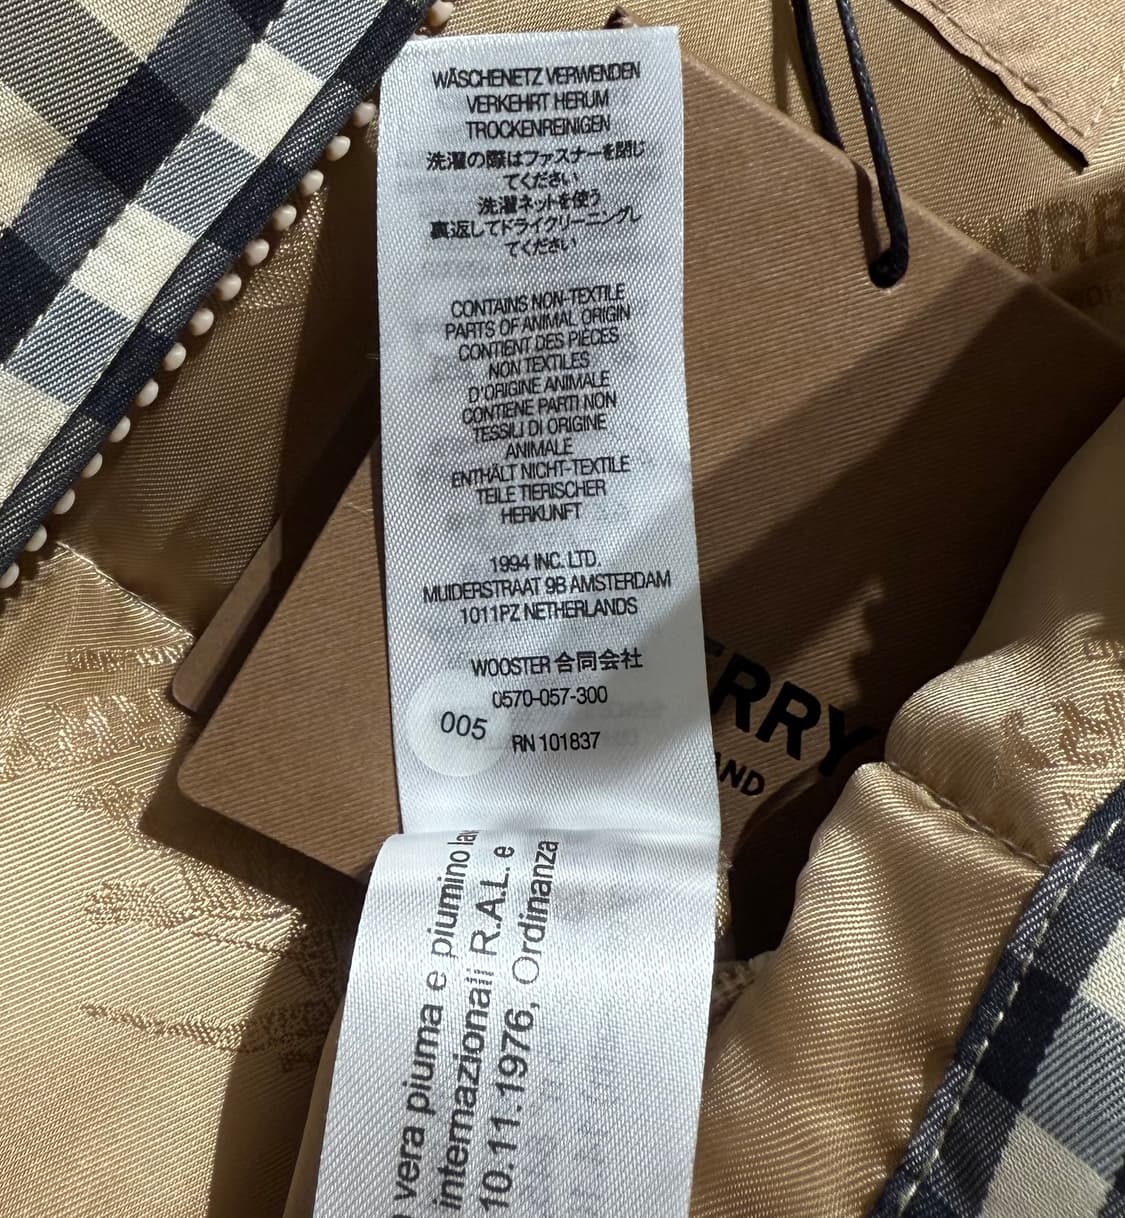 WÄSCHENETZ VERWENDEN
VERKEHRT HERUM
TROCKENREINIGEN
洗濯の際はファスナーを閉じ
てください
洗濯ネットを使う
裏返してドライクリーニングし
てください
CONTAINS NON-TEXTILE
PARTS OF ANIMAL ORIGIN
CONTIENT DES PIÈCES
NON TEXTILES
D'ORIGINE ANIMALE
CONTIENE PARTI NON
TESSILI DI ORIGINE
ANIMALE
ENTHÄLT NICHT-TEXTILE
TEILE TIERISCHER
HERKUNFT
1994 INC. LTD.
MUIDERSTRAAT 9B AMSTERDAM
1011PZ NETHERLANDS
WOOSTER 合同会社
0570-057-300
005
RN 101837
ERRY
AND
vera piuma e piumino la
internazionali R.A.L. e
10.11.1976, Ordinanza